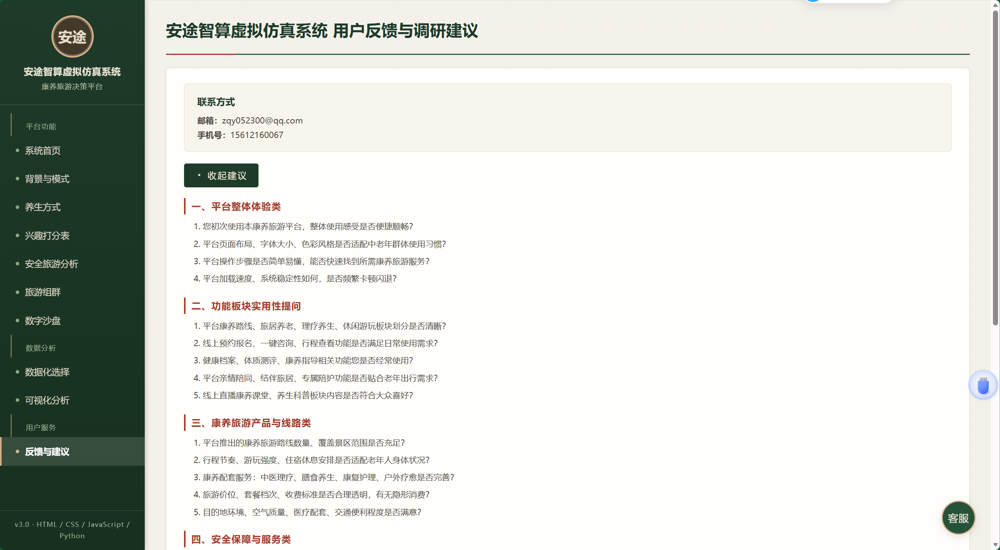 安途
安途智算虚拟仿真系统
康养旅游决策平台
平台功能
系统首页
背景与模式
养生方式
兴趣打分表
安全旅游分析
旅游组群
数字沙盘
数据分析
数据化选择
可视化分析
用户服务
反馈与建议
v3.0 · HTML / CSS / JavaScript /
Python
安途智算虚拟仿真系统 用户反馈与调研建议
联系方式
邮箱：zqy052300@qq.com
手机号：15612160067
收起建议
一、平台整体体验类
1. 您初次使用本康养旅游平台，整体使用感受是否便捷顺畅？
2. 平台页面布局、字体大小、色彩风格是否适配中老年群体使用习惯？
3. 平台操作步骤是否简单易懂，能否快速找到所需康养旅游服务？
4. 平台加载速度、系统稳定性如何，是否频繁卡顿闪退？
二、功能板块实用性提问
1. 平台康养路线、旅居养老、理疗养生、休闲游玩板块划分是否清晰？
2. 线上预约报名、一键咨询、行程查看功能是否满足日常使用需求？
3. 健康档案、体质测评、康养指导相关功能您是否经常使用？
4. 平台亲情陪同、结伴旅居、专属陪护功能是否贴合老年出行需求？
5. 线上直播康养课堂、养生科普板块内容是否符合大众喜好？
三、康养旅游产品与线路类
1. 平台推出的康养旅游路线数量、覆盖景区范围是否充足？
2. 行程节奏、游玩强度、住宿休息安排是否适配老年人身体状况？
3. 康养配套服务：中医理疗、膳食养生、康复护理、户外疗愈是否完善？
4. 旅游价位、套餐档次、收费标准是否合理透明，有无隐形消费？
5. 目的地环境、空气质量、医疗配套、交通便利程度是否满意？
四、安全保障与服务类
客服